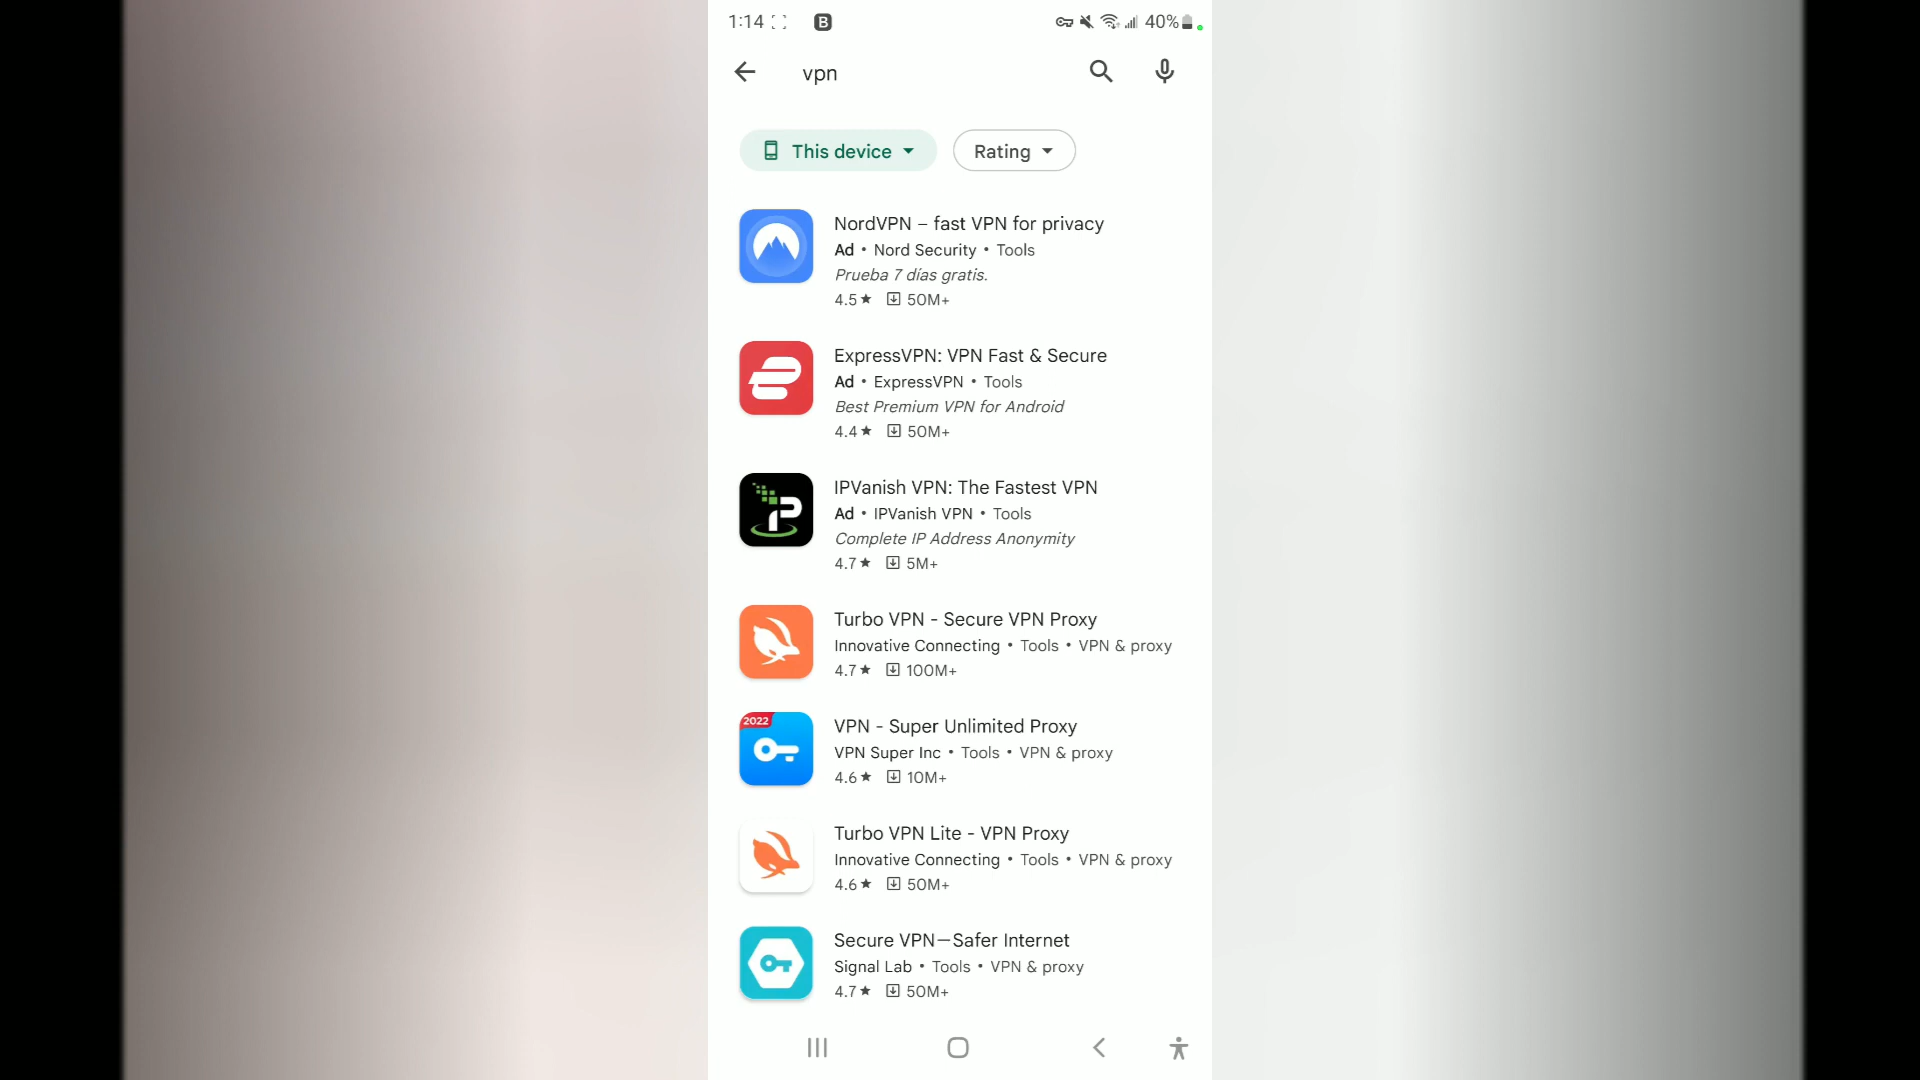 1:14 B 40%
vpn
This device Rating
NordVPN – fast VPN for privacy
Ad • Nord Security • Tools
Prueba 7 días gratis.
4.5★ 50M+
ExpressVPN: VPN Fast & Secure
Ad • ExpressVPN • Tools
Best Premium VPN for Android
4.4★ 50M+
IPVanish VPN: The Fastest VPN
Ad • IPVanish VPN • Tools
Complete IP Address Anonymity
4.7★ 5M+
Turbo VPN - Secure VPN Proxy
Innovative Connecting • Tools • VPN & proxy
4.7★ 100M+
2022
VPN - Super Unlimited Proxy
VPN Super Inc • Tools • VPN & proxy
4.6★ 10M+
Turbo VPN Lite - VPN Proxy
Innovative Connecting • Tools • VPN & proxy
4.6★ 50M+
Secure VPN—Safer Internet
Signal Lab • Tools • VPN & proxy
4.7★ 50M+